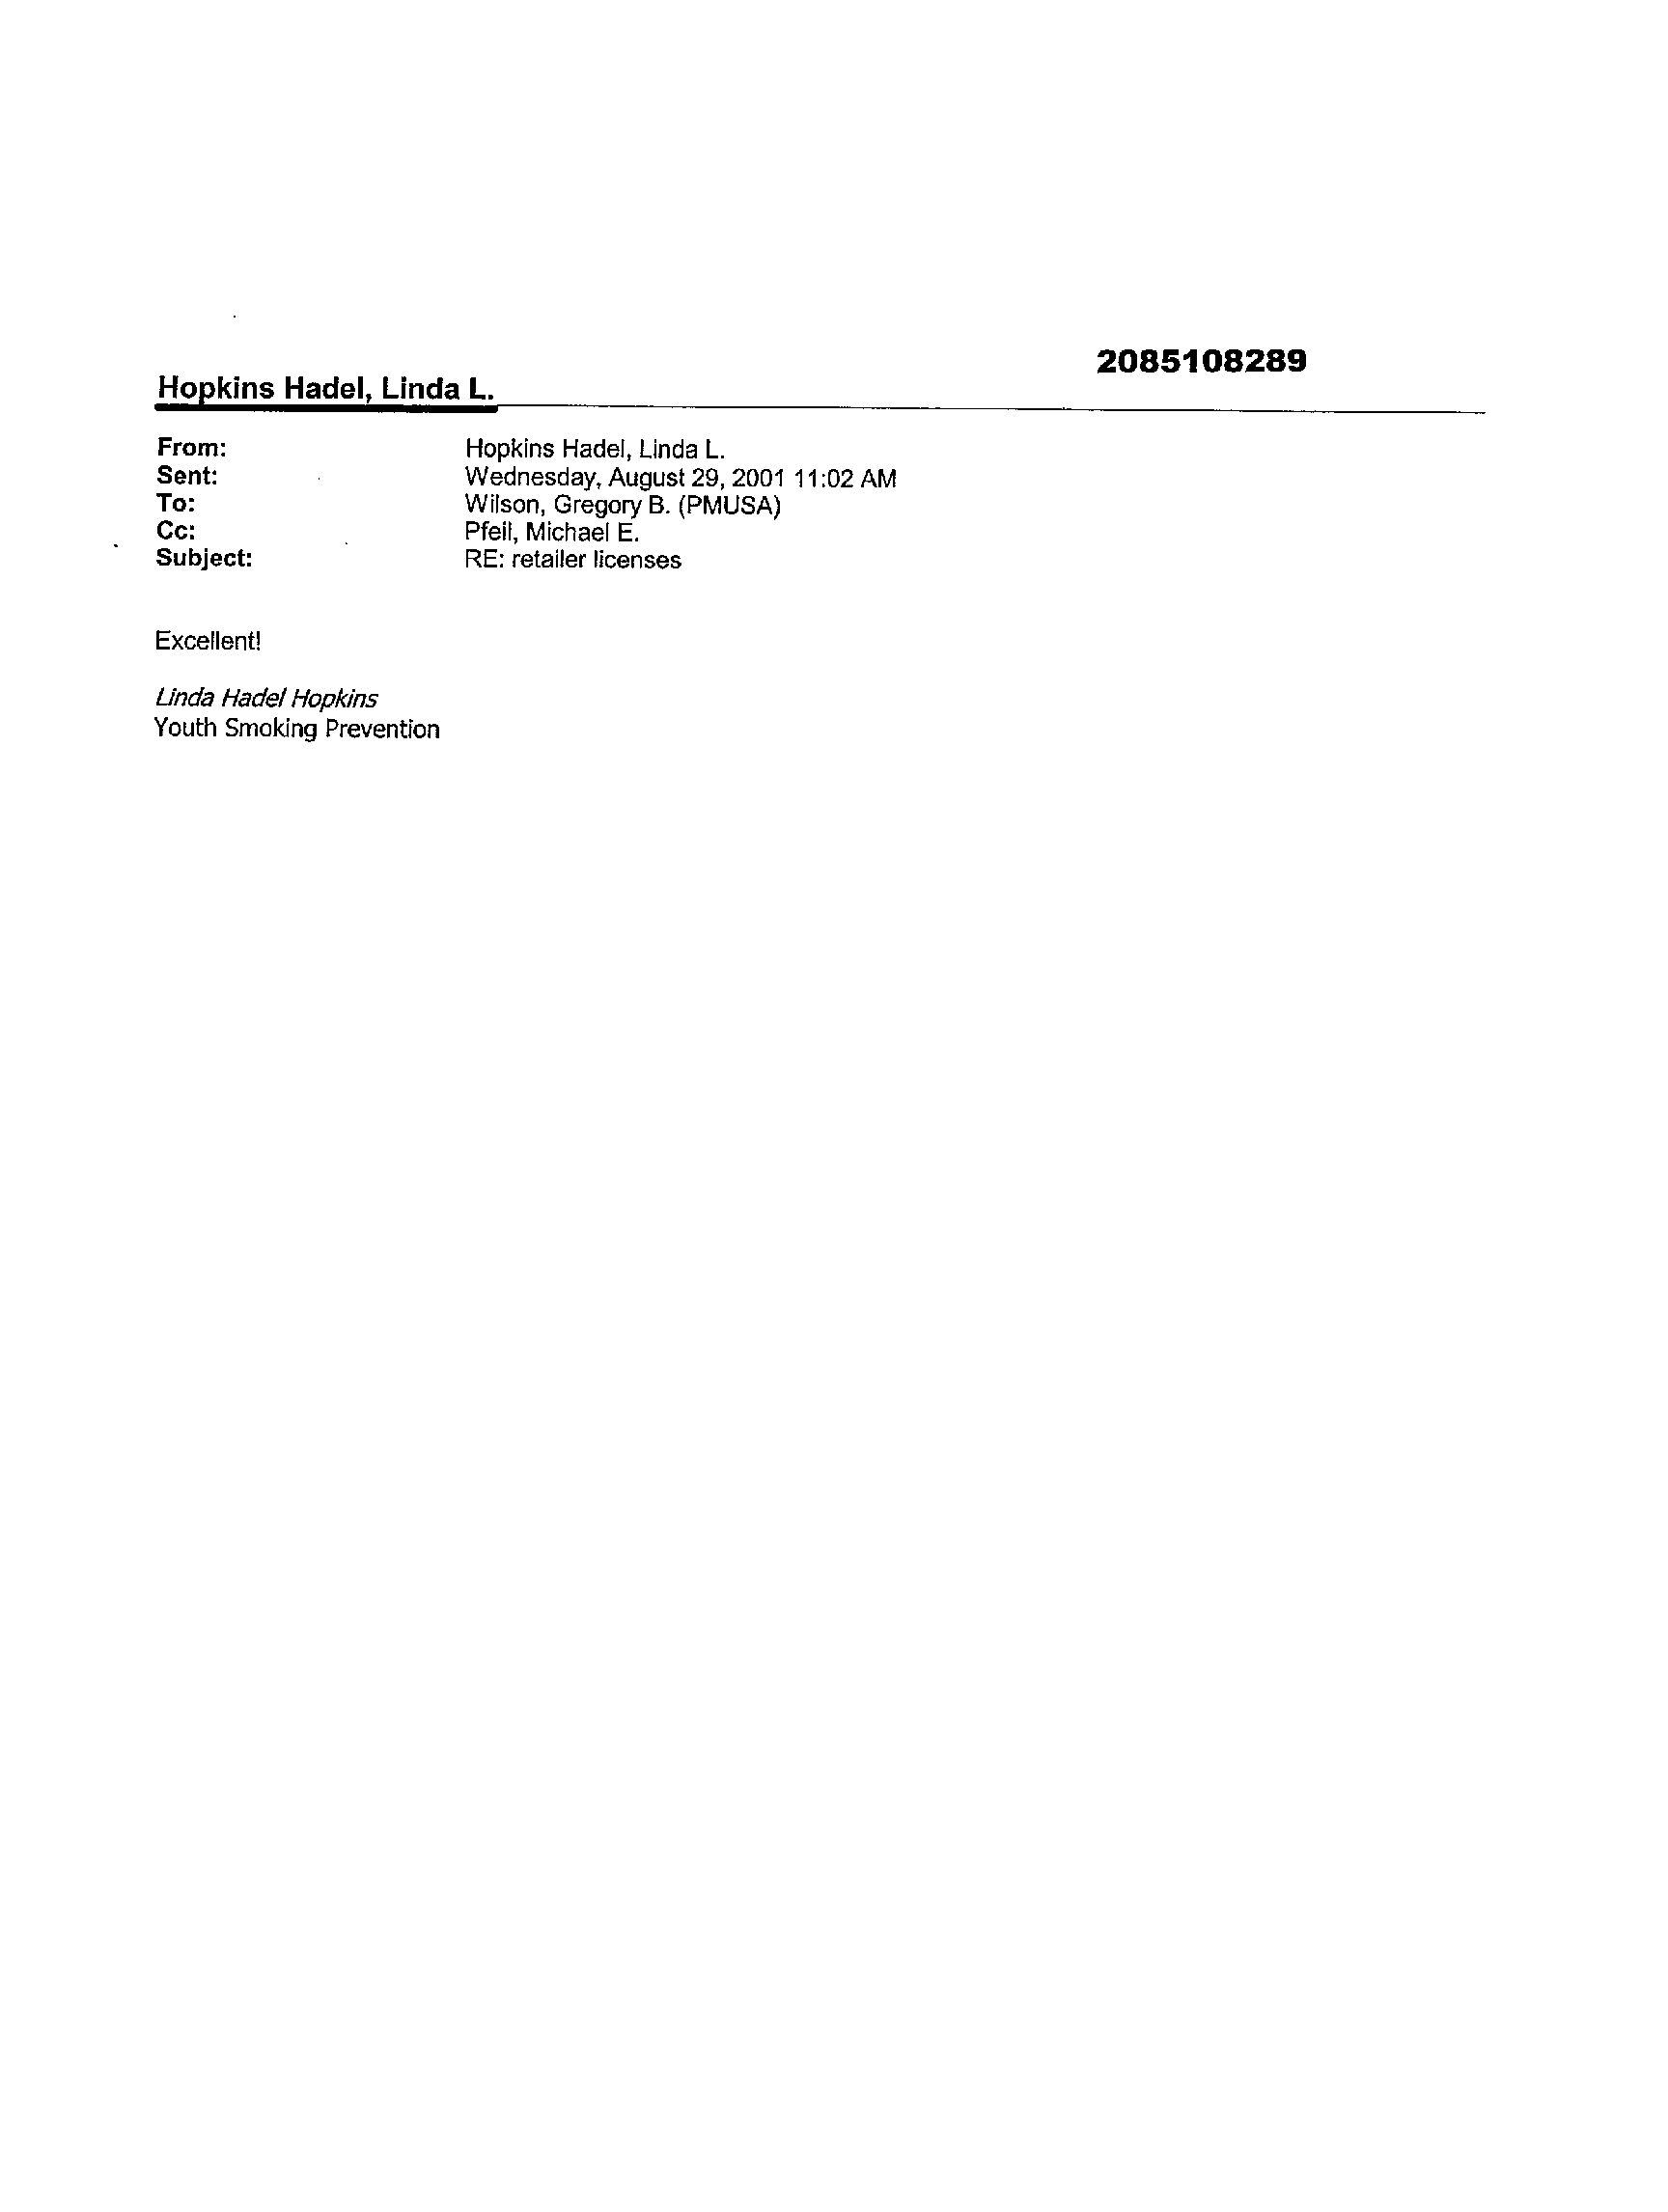 2085108289
Hopkins Hadel, Linda L.
From: Hopkins Hadel, Linda L.
Sent: Wednesday, August 29, 2001 11:02 AM
To: Wilson, Gregory B. (PMUSA)
Cc: Pfeil, Michael E.
Subject: RE: retailer licenses
Excellent!
Linda Hadel Hopkins
Youth Smoking Prevention